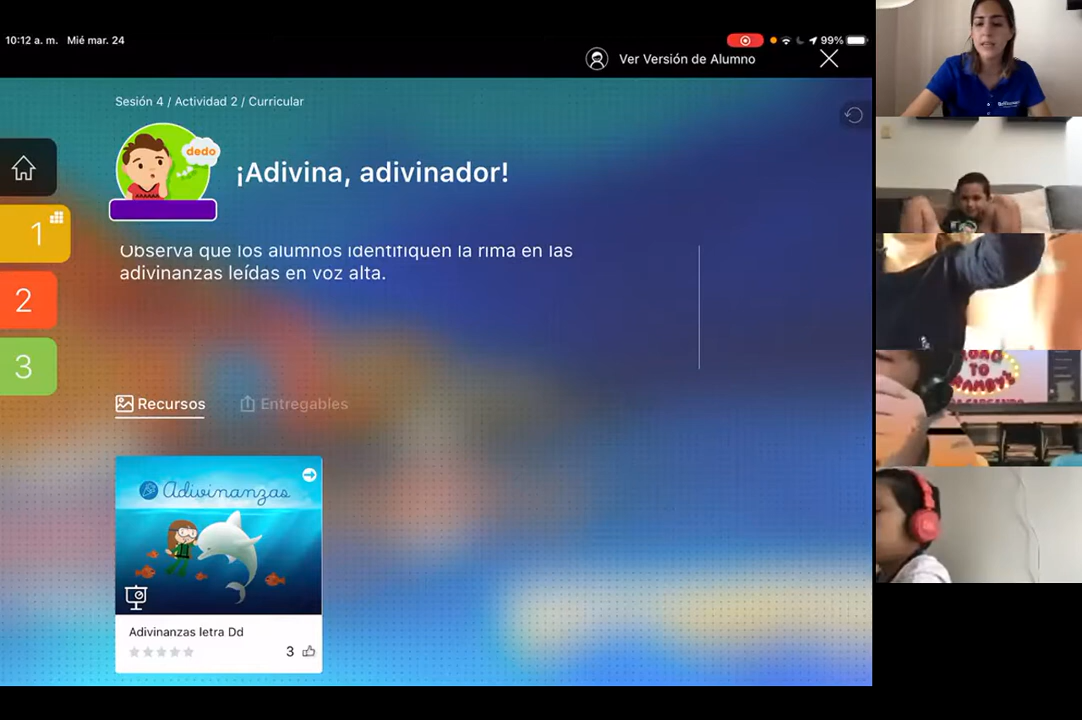 10:12 a. m. Mié mar. 24
99%
Ver Versión de Alumno
Sesión 4 / Actividad 2 / Curricular
dedo
¡Adivina, adivinador!
1
2
3
Observa que los alumnos identifiquen la rima en las
adivinanzas leídas en voz alta.
Recursos
Entregables
Adivinanzas
Adivinanzas letra Dd
3
TO